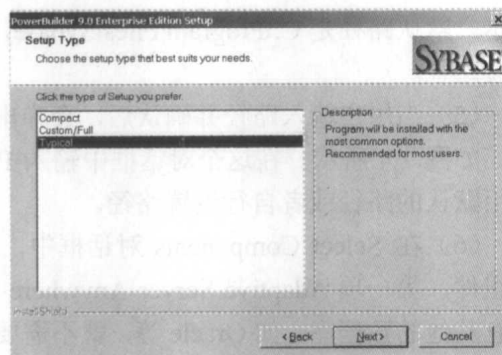 PowerBuilder 9.0 Enterprise Edition Setup
Setup Type
Choose the setup type that best suits your needs.
SYBASE
Click the type of Setup you prefer.
Compact
Custom/Full
Typical
Description
Program will be installed with the
most common options.
Recommended for most users.
InstallShield
< Back
Next >
Cancel